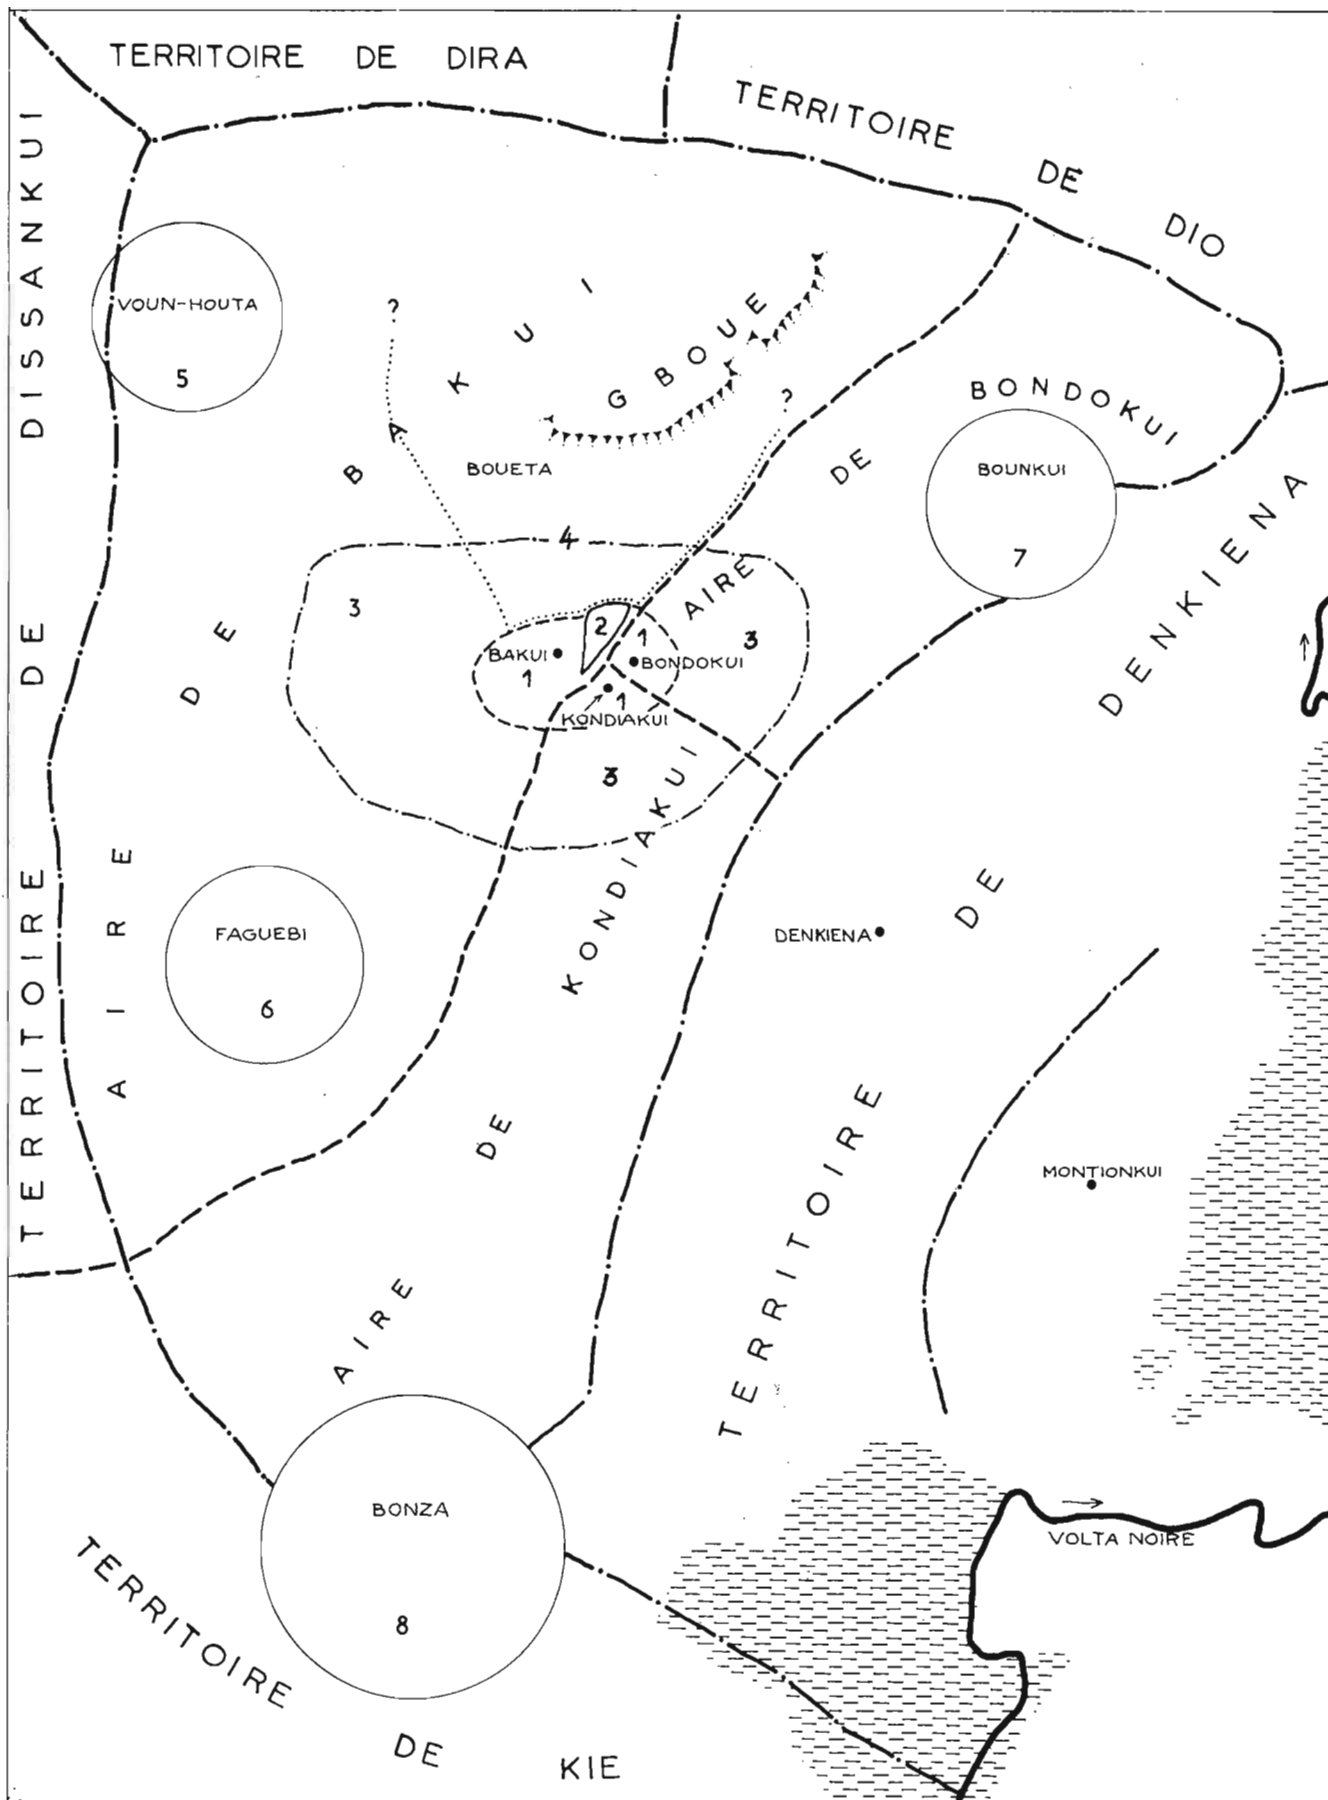 TERRITOIRE DE DIRA
TERRITOIRE DE DIO
TERRITOIRE DE DISSANKUI
VOUN-HOUTA
5
?
AIRE DE BAKUI
GBOUE
?
BOUETA
AIRE DE BONDOKUI
BOUNKUI
7
4
3
2
1
3
BAKUI
1
BONDOKUI
1
KONDIAKUI
3
AIRE DE KONDIAKUI
TERRITOIRE DE DENKIENA
FAGUEBI
6
DENKIENA
MONTIONKUI
BONZA
8
VOLTA NOIRE
TERRITOIRE DE KIE